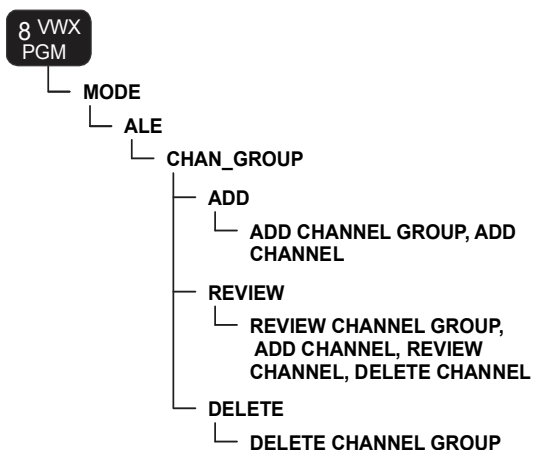 8 VWX
PGM
MODE
ALE
CHAN_GROUP
ADD
ADD CHANNEL GROUP, ADD
CHANNEL
REVIEW
REVIEW CHANNEL GROUP,
ADD CHANNEL, REVIEW
CHANNEL, DELETE CHANNEL
DELETE
DELETE CHANNEL GROUP